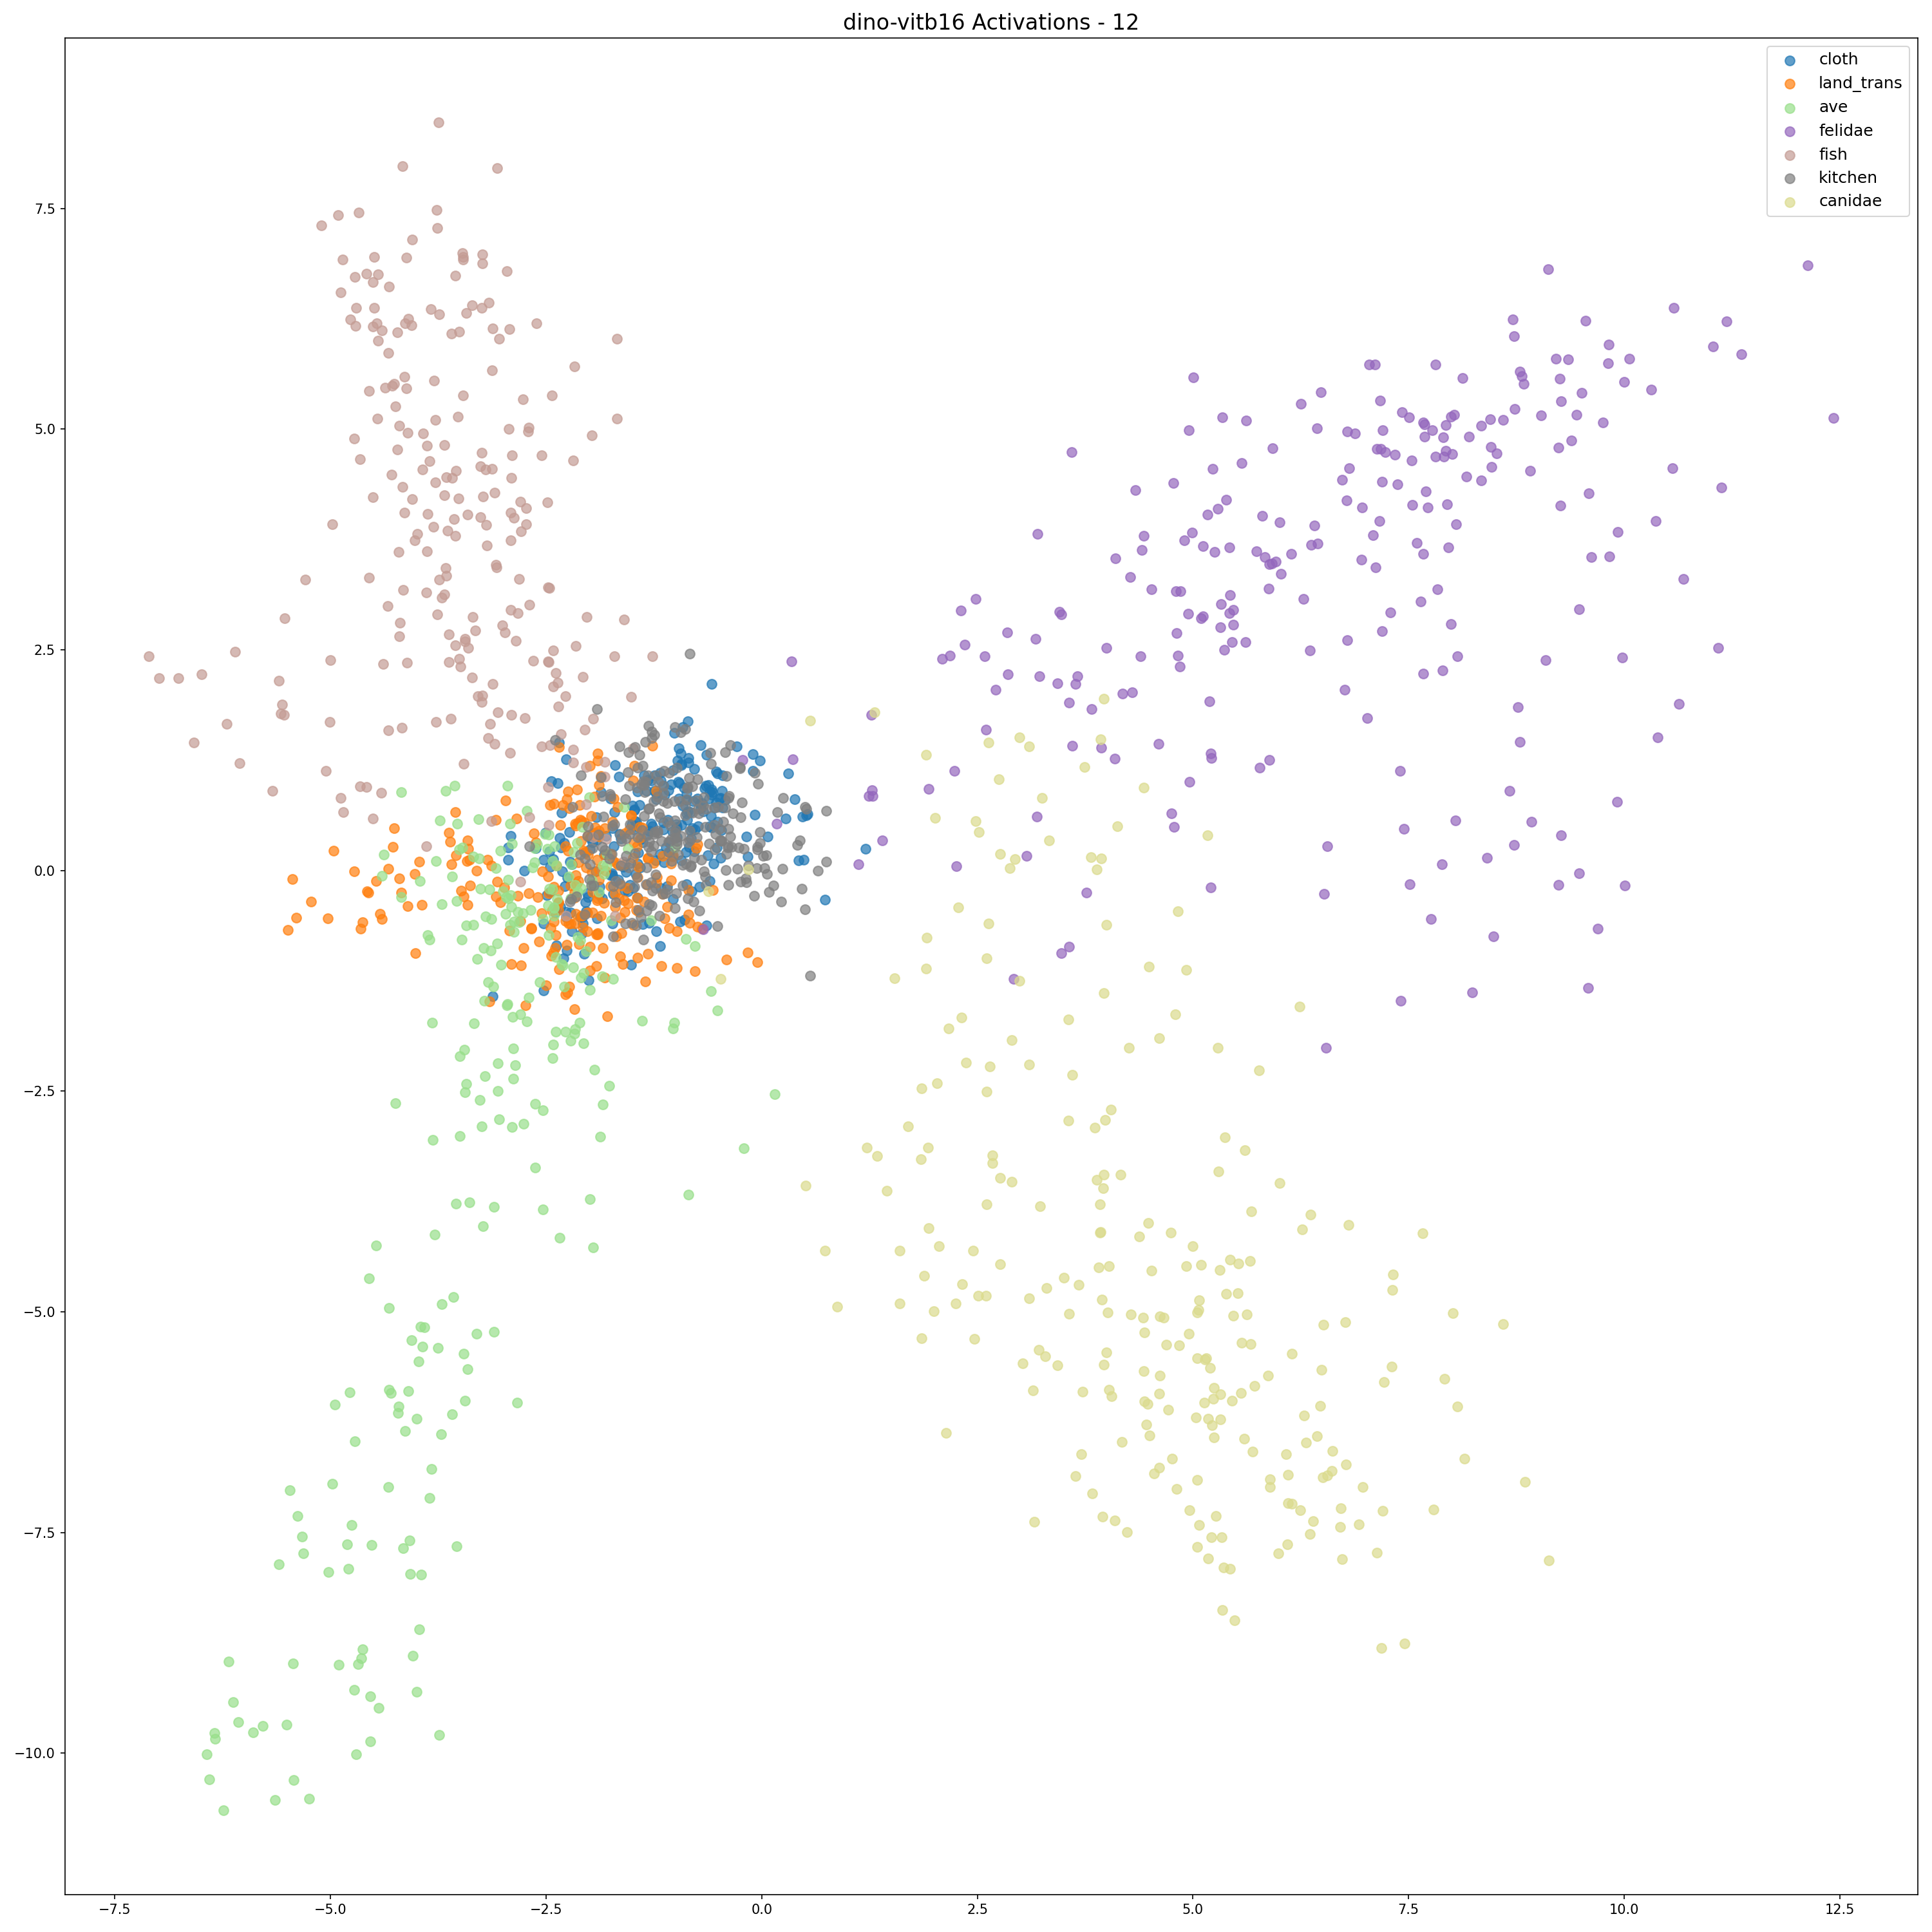 dino-vitb16 Activations - 12
cloth
land_trans
ave
felidae
fish
kitchen
canidae
7.5
5.0
2.5
0.0
−2.5
−5.0
−7.5
−10.0
−7.5 −5.0 −2.5 0.0 2.5 5.0 7.5 10.0 12.5